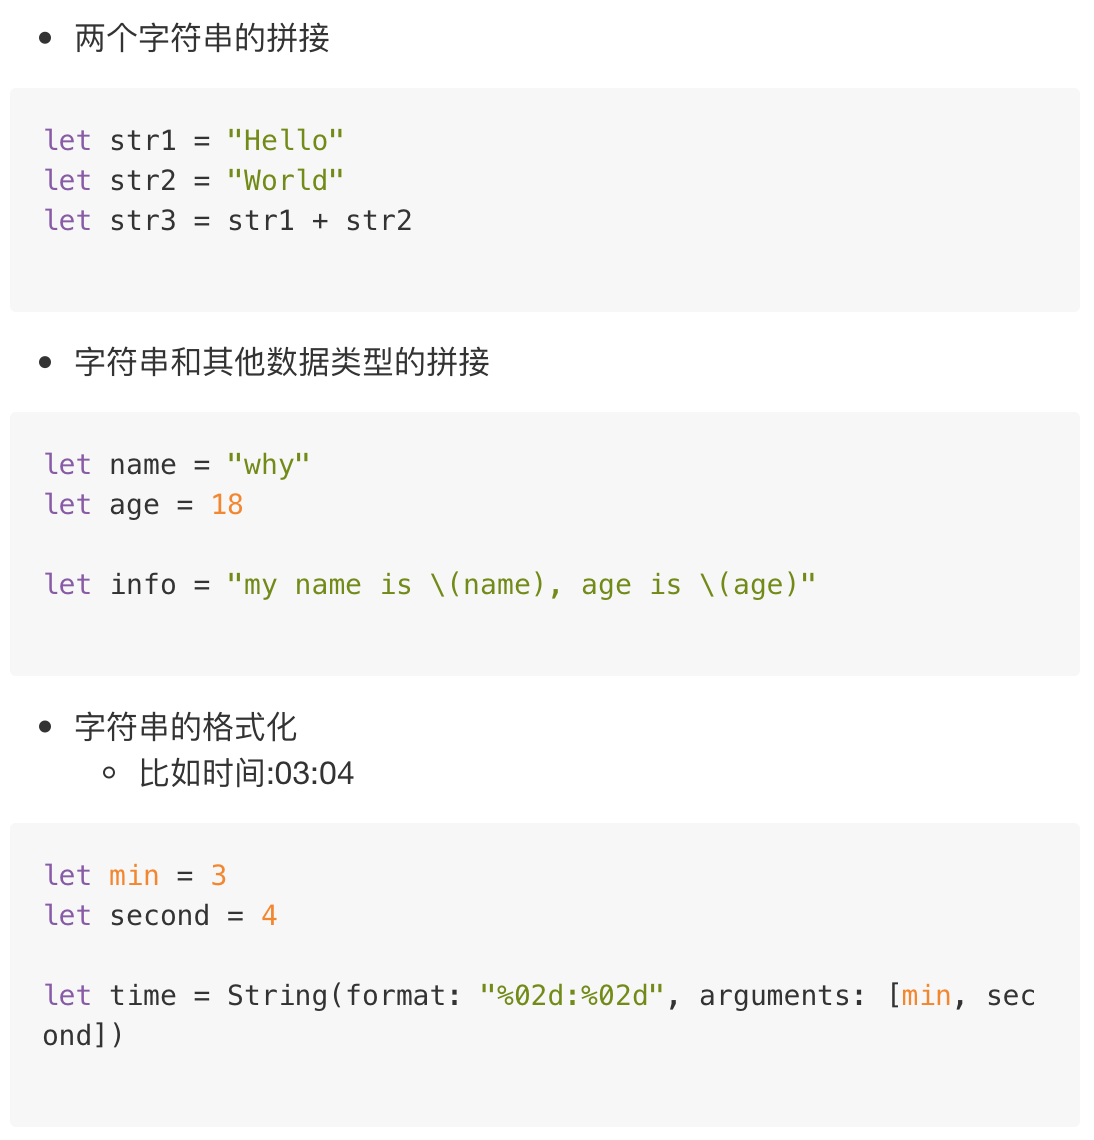 两个字符串的拼接
let str1 = "Hello"
let str2 = "World"
let str3 = str1 + str2
字符串和其他数据类型的拼接
let name = "why"
let age = 18
let info = "my name is \(name), age is \(age)"
字符串的格式化
比如时间:03:04
let min = 3
let second = 4
let time = String(format: "%02d:%02d", arguments: [min, sec
ond])